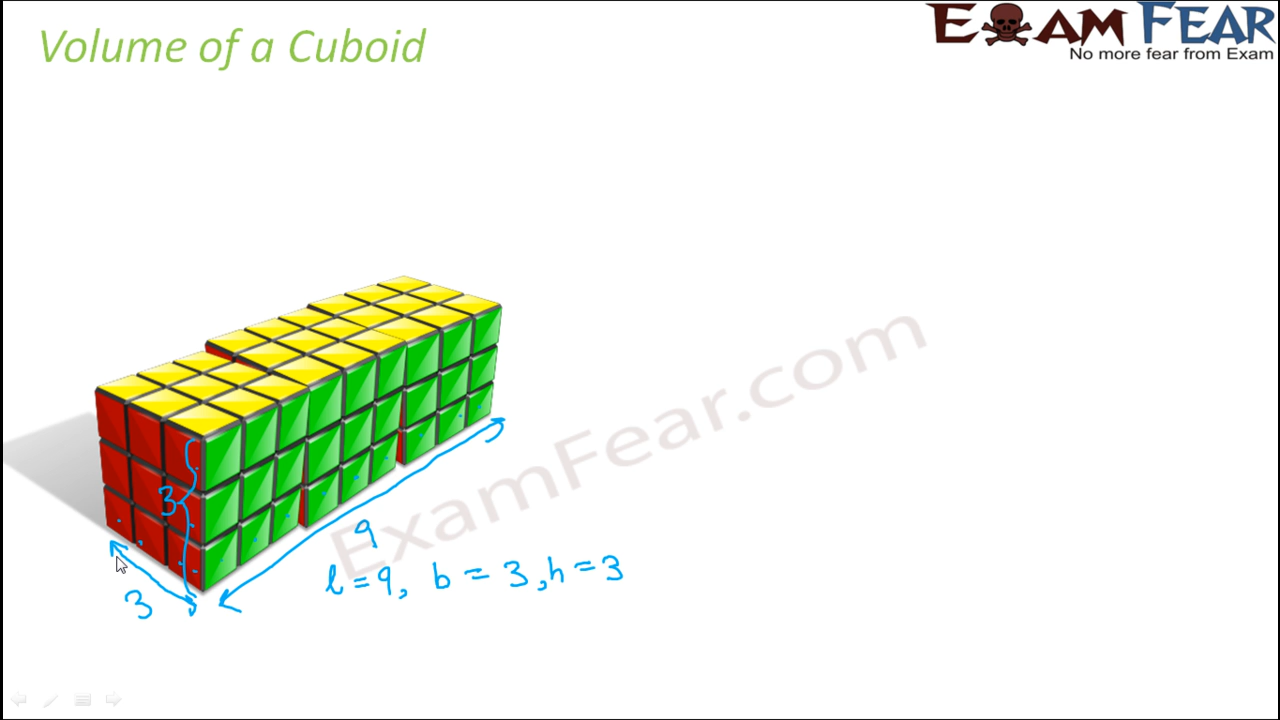 Volume of a Cuboid
EXAM FEAR
No more fear from Exam
ExamFear.com
3
9
l = 9, b = 3, h = 3
3